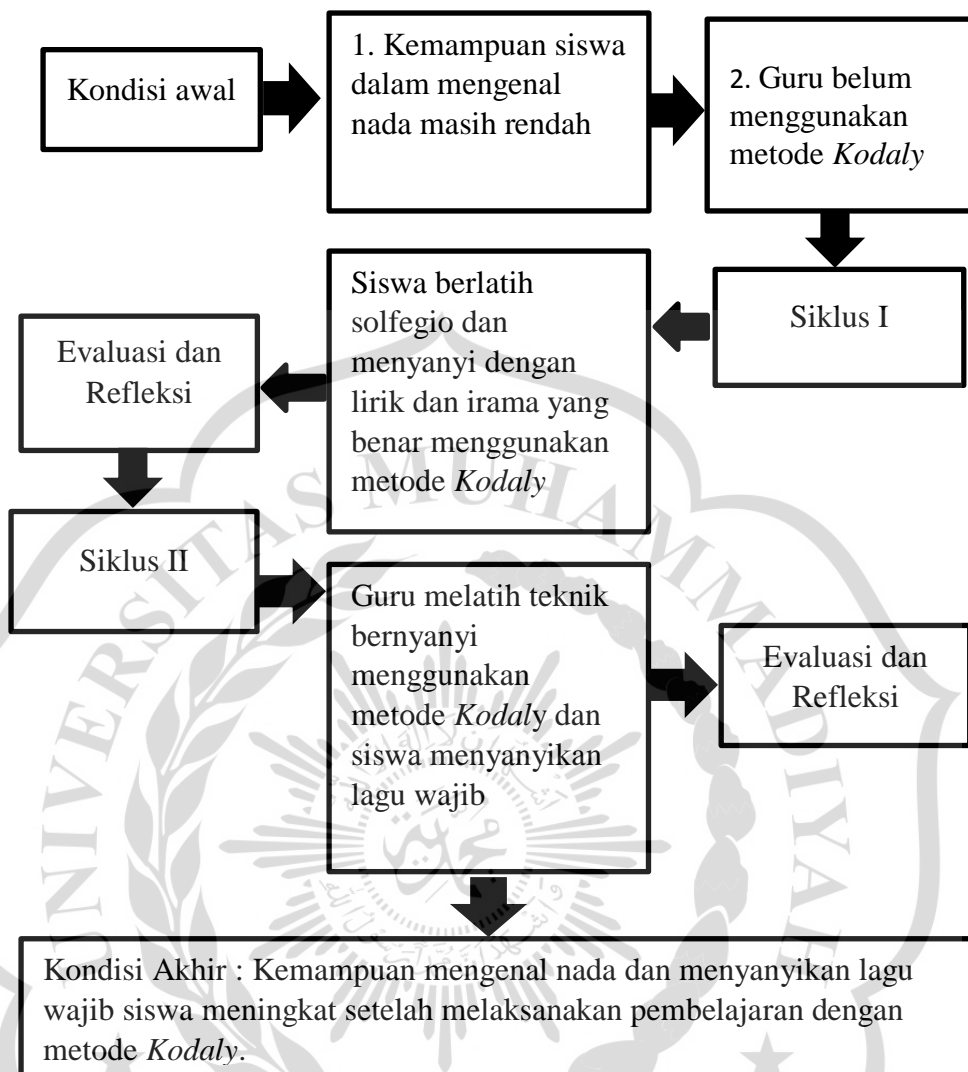 Kondisi awal
1. Kemampuan siswa
dalam mengenal
nada masih rendah
2. Guru belum
menggunakan
metode Kodaly
Siklus I
Siswa berlatih
solfegio dan
menyanyi dengan
lirik dan irama yang
benar menggunakan
metode Kodaly
Evaluasi dan
Refleksi
Siklus II
Guru melatih teknik
bernyanyi
menggunakan
metode Kodaly dan
siswa menyanyikan
lagu wajib
Evaluasi dan
Refleksi
Kondisi Akhir : Kemampuan mengenal nada dan menyanyikan lagu
wajib siswa meningkat setelah melaksanakan pembelajaran dengan
metode Kodaly.
UNIVERSITAS MUHAMMADIYAH